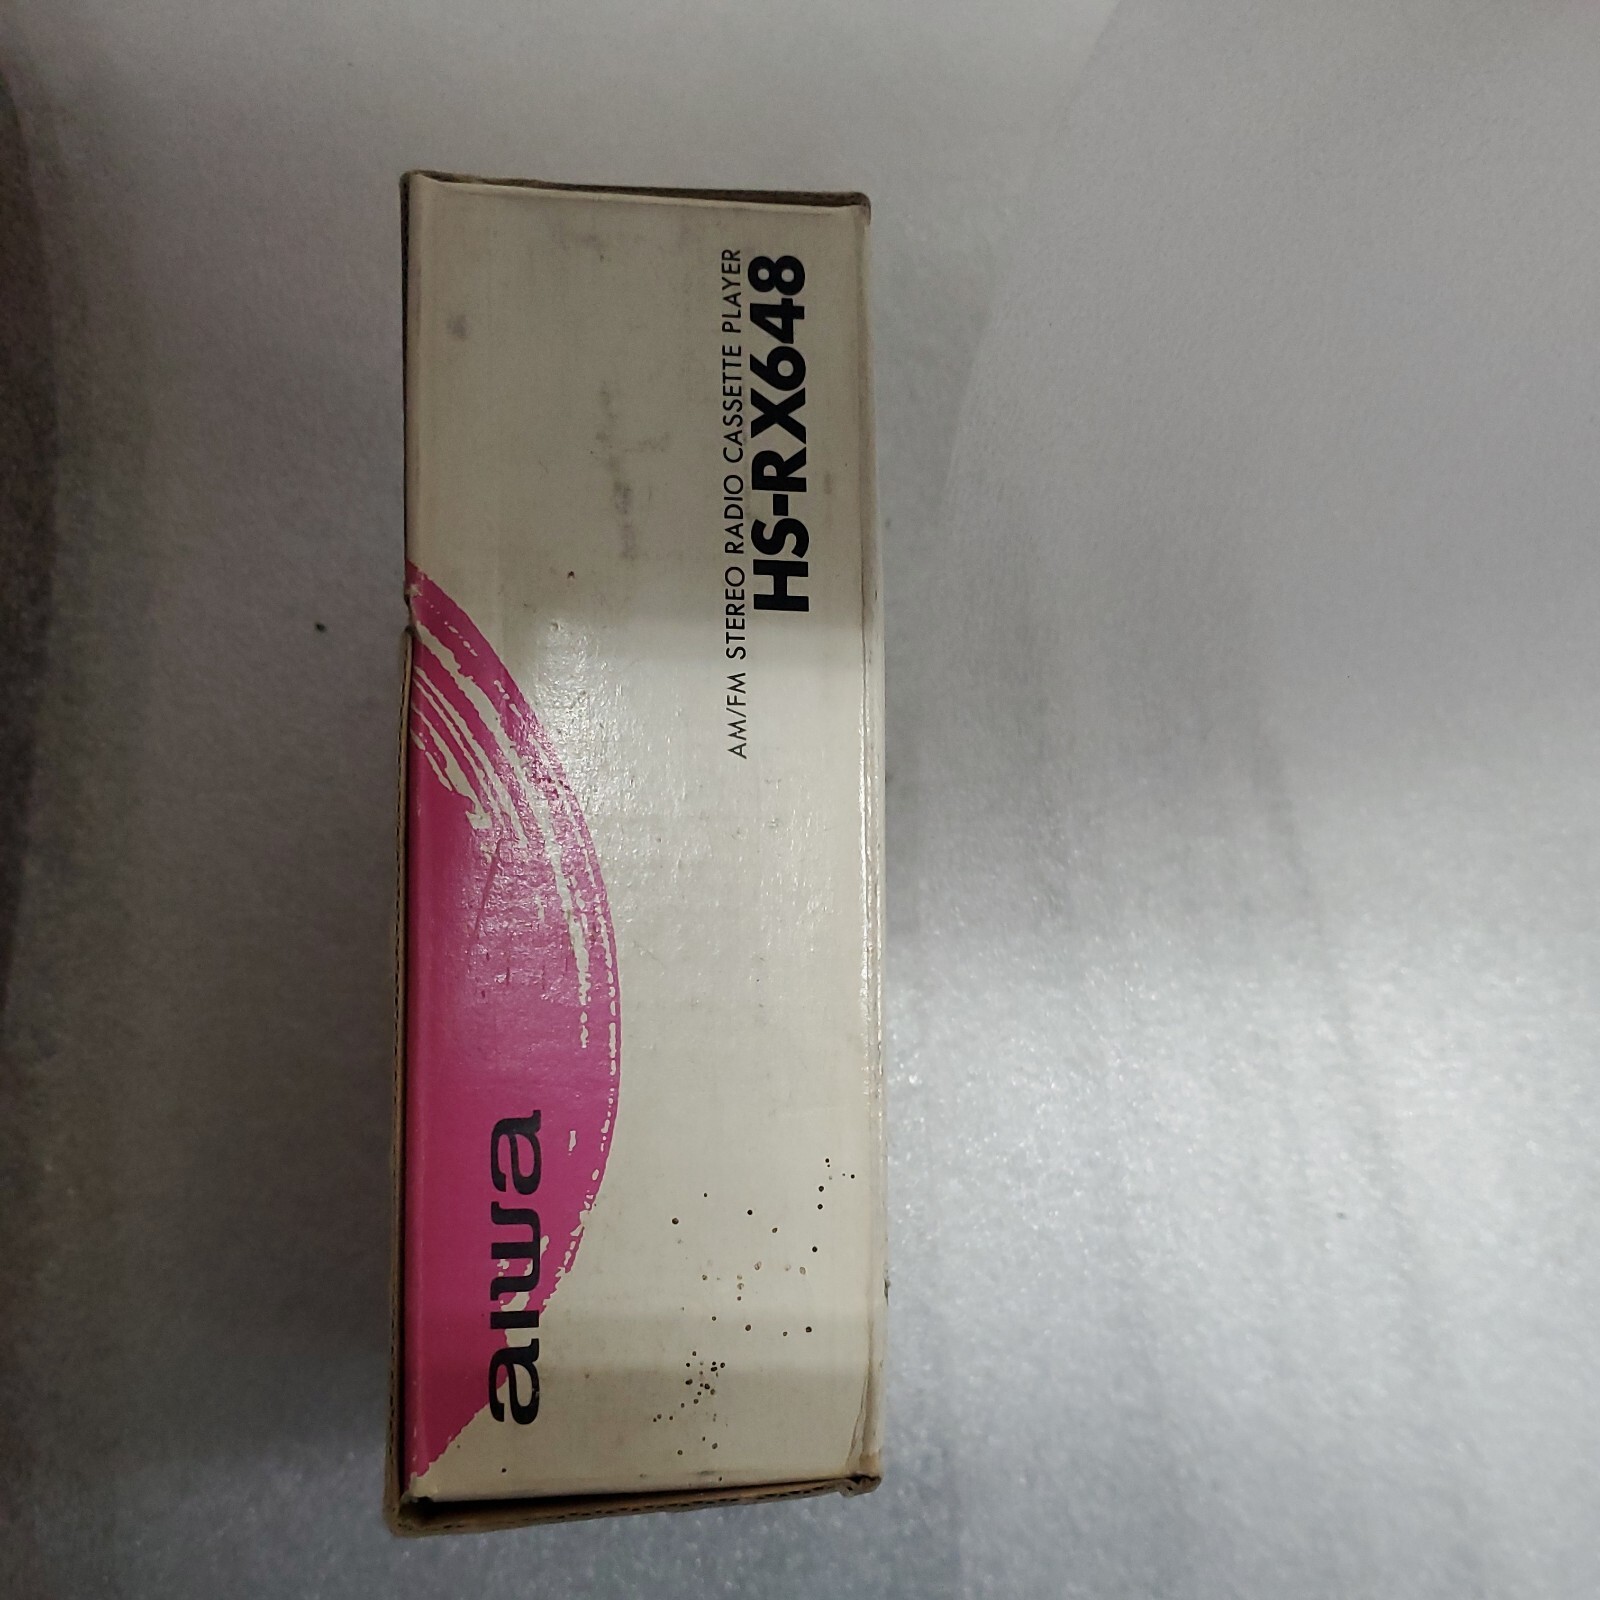 aiwa
AM/FM STEREO RADIO CASSETTE PLAYER
HS-RX648